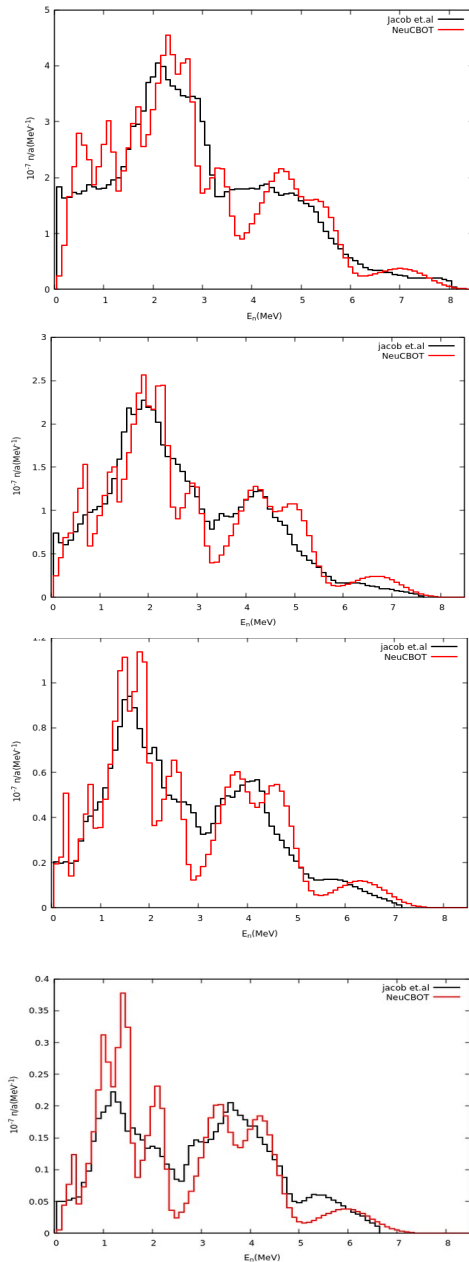 5
4
3
2
1
0
10⁻⁷ n/a(MeV⁻¹)
Jacob et.al
NeuCBOT
0 1 2 3 4 5 6 7 8
Eₙ(MeV)
3
2.5
2
1.5
1
0.5
0
10⁻⁷ n/a(MeV⁻¹)
jacob et.al
NeuCBOT
0 1 2 3 4 5 6 7 8
Eₙ(MeV)
1.2
1
0.8
0.6
0.4
0.2
0
10⁻⁷ n/a(MeV⁻¹)
jacob et.al
NeuCBOT
0 1 2 3 4 5 6 7 8
Eₙ(MeV)
0.4
0.35
0.3
0.25
0.2
0.15
0.1
0.05
0
10⁻⁷ n/a(MeV⁻¹)
jacob et.al
NeuCBOT
0 1 2 3 4 5 6 7 8
Eₙ(MeV)